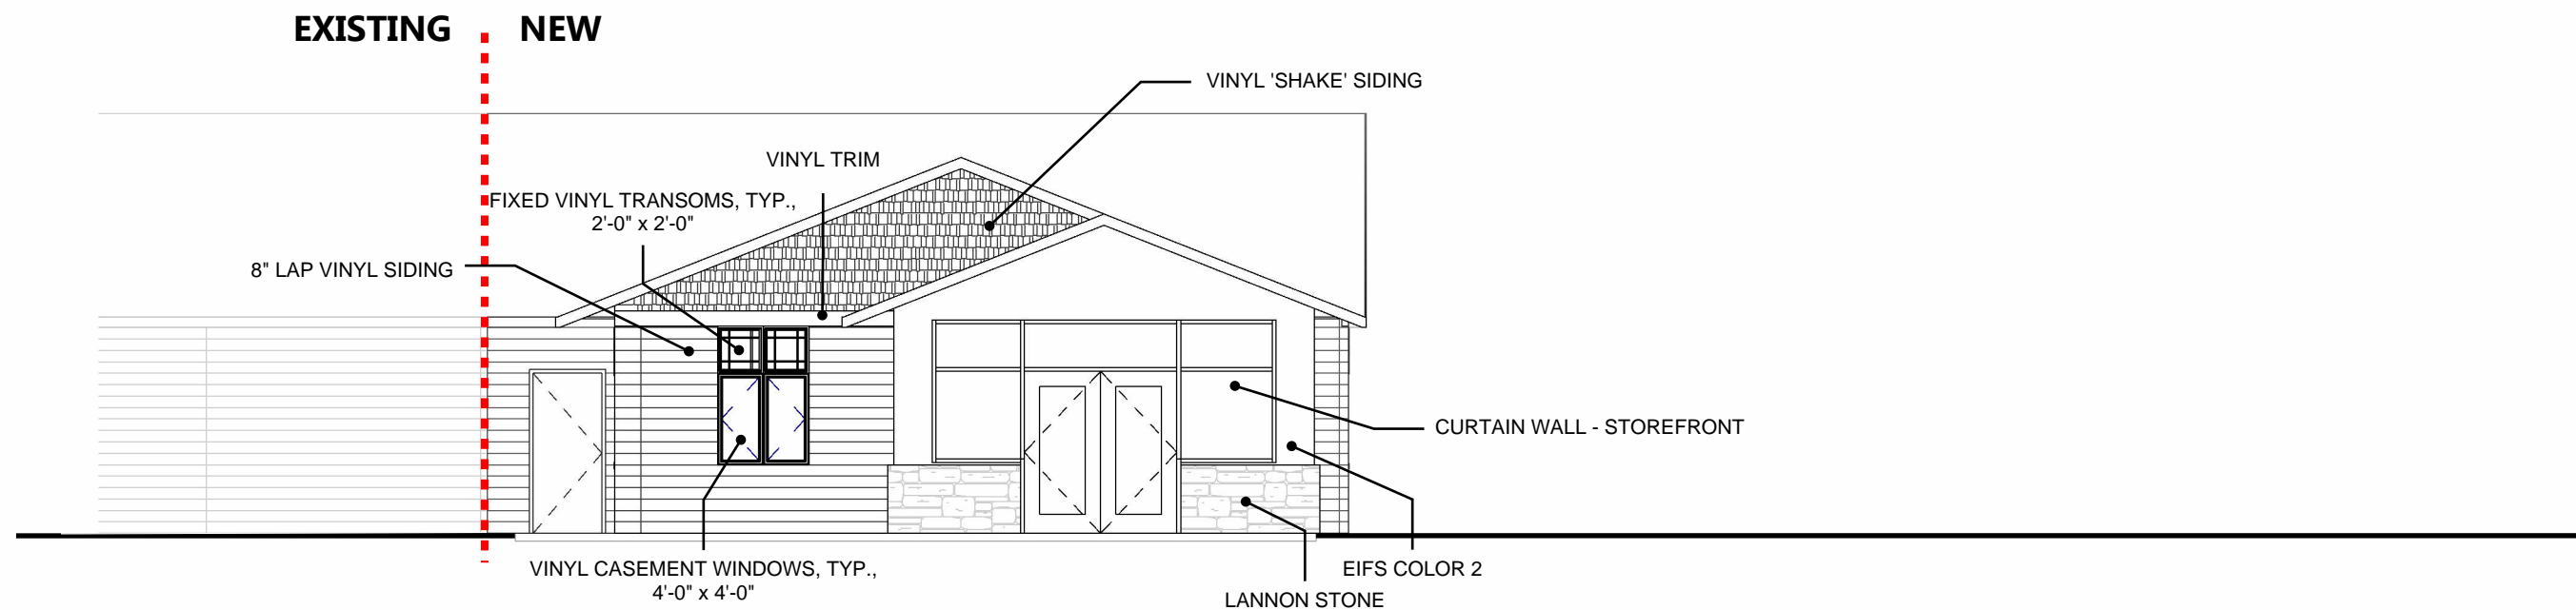 EXISTING NEW
VINYL 'SHAKE' SIDING
VINYL TRIM
FIXED VINYL TRANSOMS, TYP.,
2'-0" x 2'-0"
8" LAP VINYL SIDING
CURTAIN WALL - STOREFRONT
VINYL CASEMENT WINDOWS, TYP.,
4'-0" x 4'-0"
EIFS COLOR 2
LANNON STONE